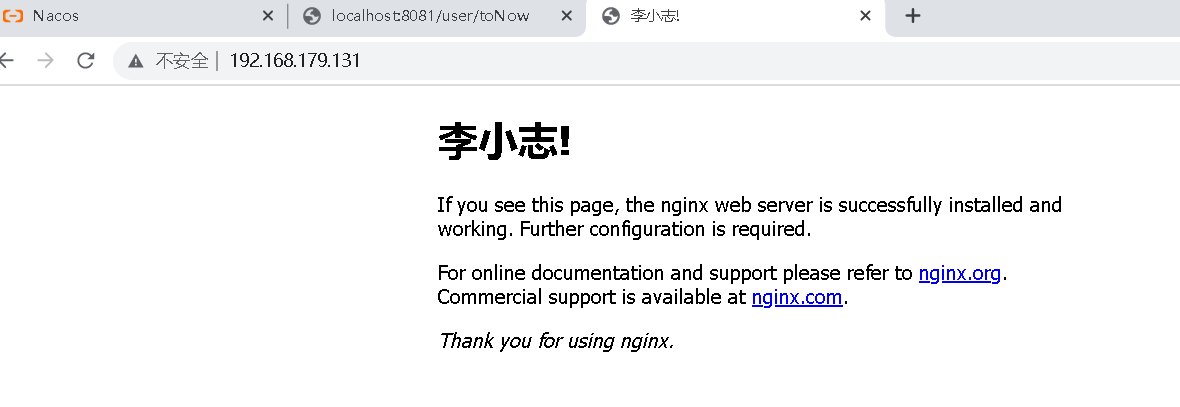 Nacos
localhost:8081/user/toNow
李小志!
不安全
192.168.179.131
李小志!
If you see this page, the nginx web server is successfully installed and
working. Further configuration is required.
For online documentation and support please refer to nginx.org.
Commercial support is available at nginx.com.
Thank you for using nginx.